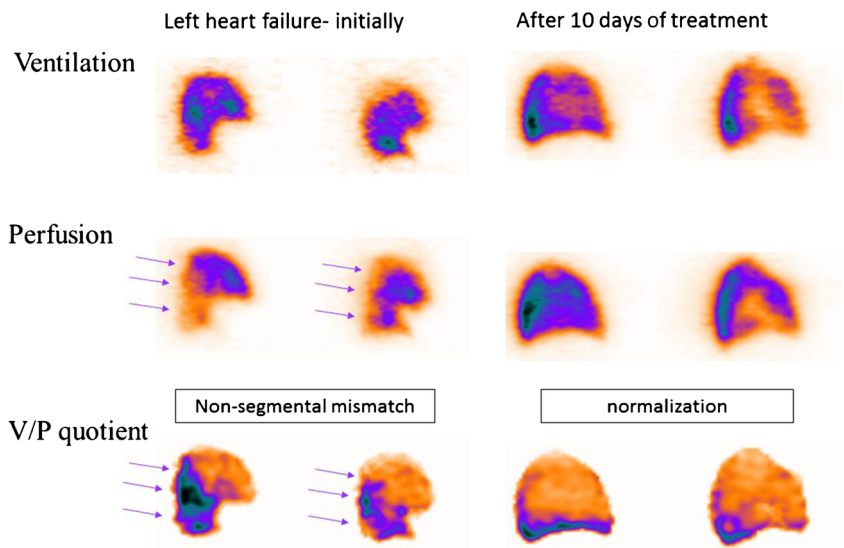 Left heart failure- initially
After 10 days of treatment
Ventilation
Perfusion
Non-segmental mismatch
normalization
V/P quotient